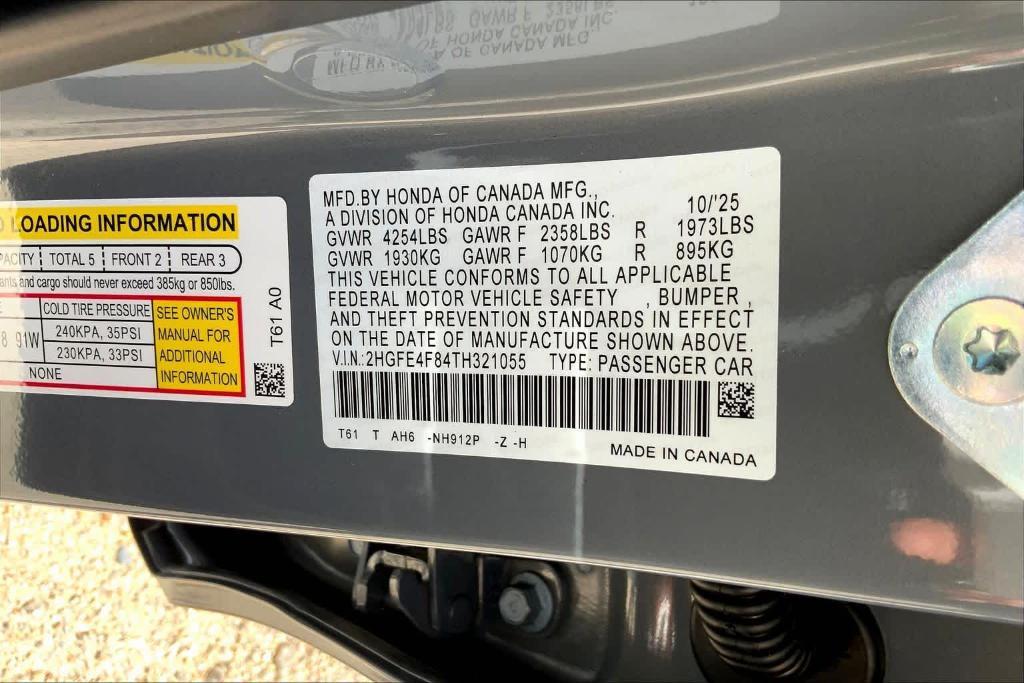 LOADING INFORMATION
TOTAL 5 FRONT 2 REAR 3
and cargo should never exceed 385kg or 850lbs.
COLD TIRE PRESSURE
91W 240KPA, 35PSI
230KPA, 33PSI
NONE
SEE OWNER'S
MANUAL FOR
ADDITIONAL
INFORMATION
T61 A0
MFD.BY HONDA OF CANADA MFG.,
A DIVISION OF HONDA CANADA INC. 10/'25
GVWR 4254LBS GAWR F 2358LBS R 1973LBS
GVWR 1930KG GAWR F 1070KG R 895KG
THIS VEHICLE CONFORMS TO ALL APPLICABLE
FEDERAL MOTOR VEHICLE SAFETY , BUMPER ,
AND THEFT PREVENTION STANDARDS IN EFFECT
ON THE DATE OF MANUFACTURE SHOWN ABOVE.
V.I.N.:2HGFE4F84TH321055 TYPE: PASSENGER CAR
T61 T AH6 -NH912P -Z -H
MADE IN CANADA